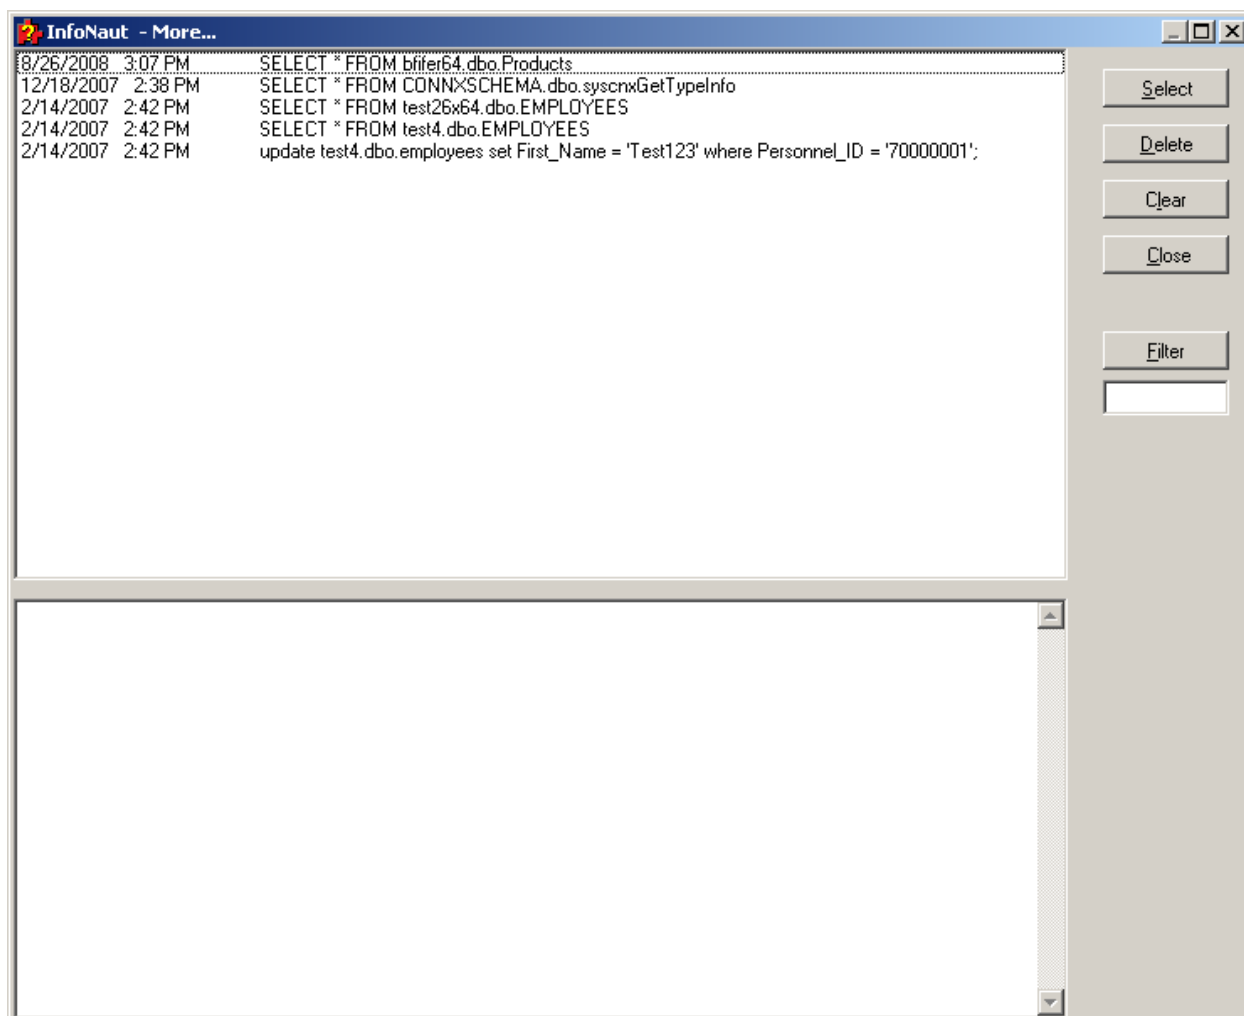 InfoNaut - More...
8/26/2008 3:07 PM SELECT * FROM bfifer64.dbo.Products
12/18/2007 2:38 PM SELECT * FROM CONNXSCHEMA.dbo.syscnxGetTypeInfo
2/14/2007 2:42 PM SELECT * FROM test26x64.dbo.EMPLOYEES
2/14/2007 2:42 PM SELECT * FROM test4.dbo.EMPLOYEES
2/14/2007 2:42 PM update test4.dbo.employees set First_Name = 'Test123' where Personnel_ID = '70000001';
Select
Delete
Clear
Close
Filter